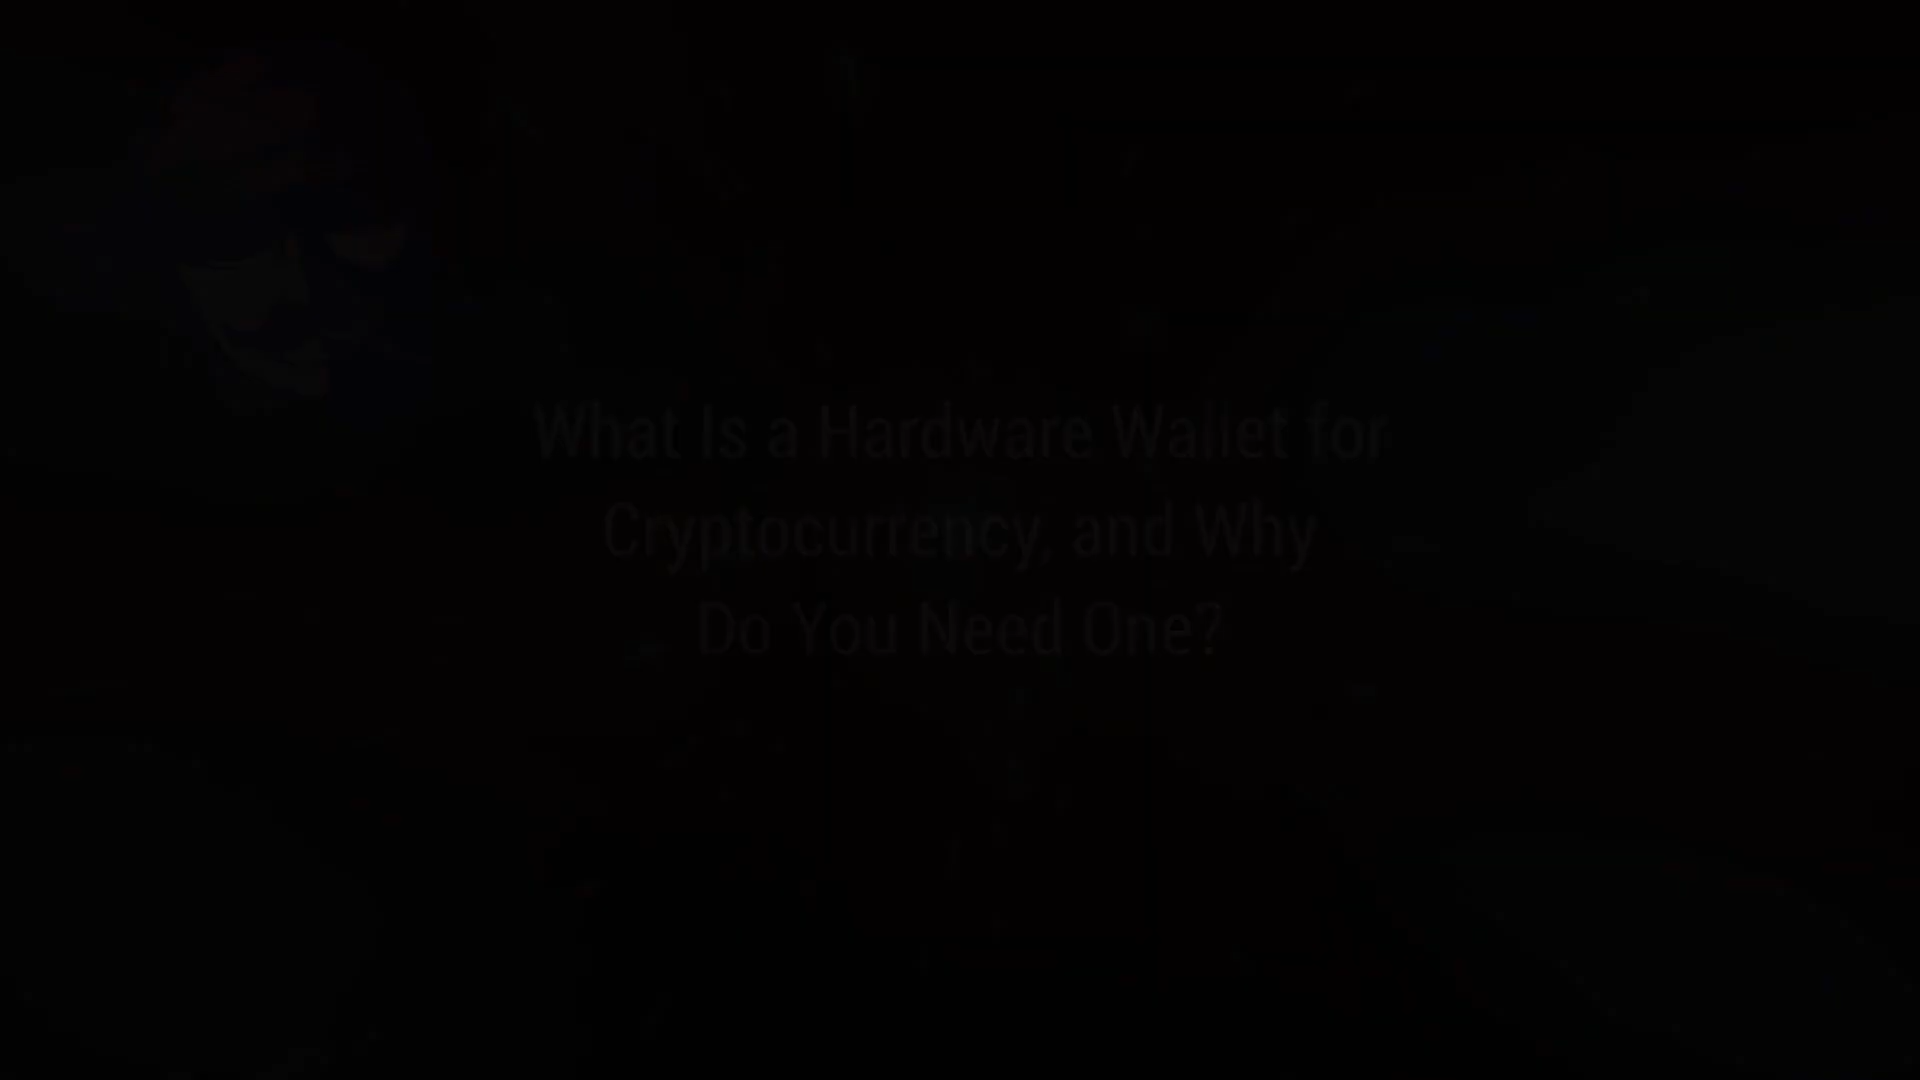 What Is a Hardware Wallet for
Cryptocurrency, and Why
Do You Need One?